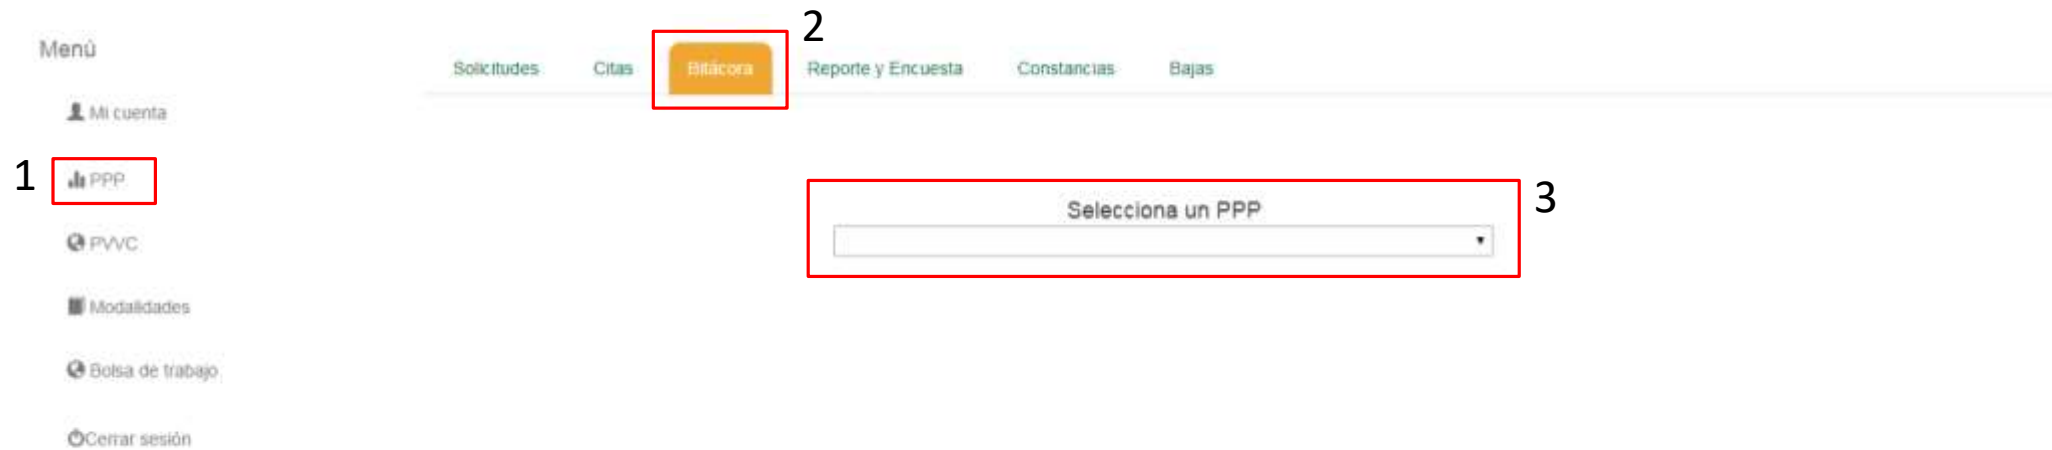 Menú
Mi cuenta
1
PPP
PVVC
Modalidades
Bolsa de trabajo
Cerrar sesión
2
Solicitudes
Citas
Bitácora
Reporte y Encuesta
Constancias
Bajas
Selecciona un PPP
3